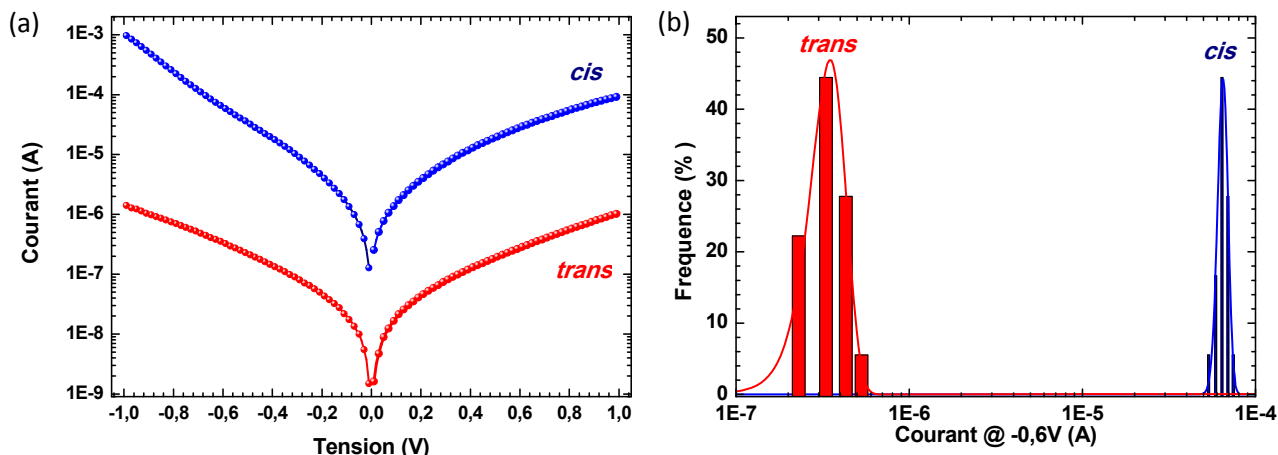 (a)
1E-3
1E-4
1E-5
1E-6
1E-7
1E-8
1E-9
Courant (A)
cis
trans
-1,0 -0,8 -0,6 -0,4 -0,2 0,0 0,2 0,4 0,6 0,8 1,0
Tension (V)
(b)
50
40
30
20
10
0
Frequence (% )
trans
cis
1E-7 1E-6 1E-5 1E-4
Courant @ -0,6V (A)